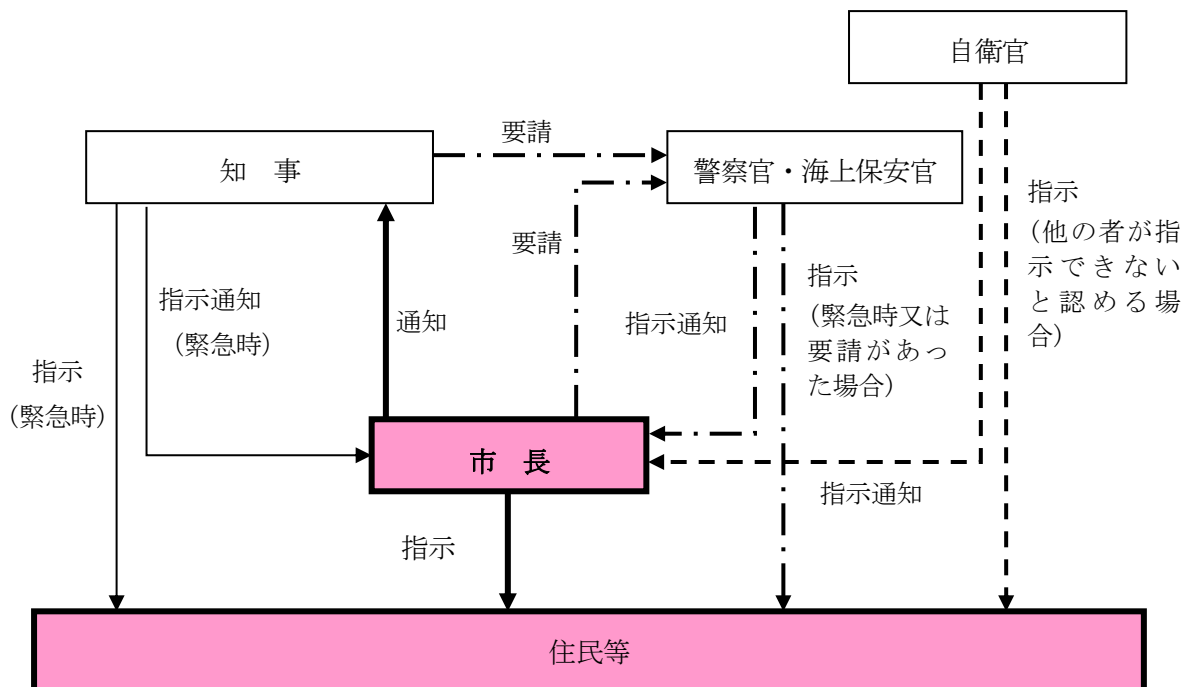 自衛官
要請
知　事
警察官・海上保安官
指示
（他の者が指
示できない
と認める場
合）
要請
指示通知
（緊急時）
通知
指示通知
指示
（緊急時又は
要請があっ
た場合）
指示
（緊急時）
市　長
指示通知
指示
住民等